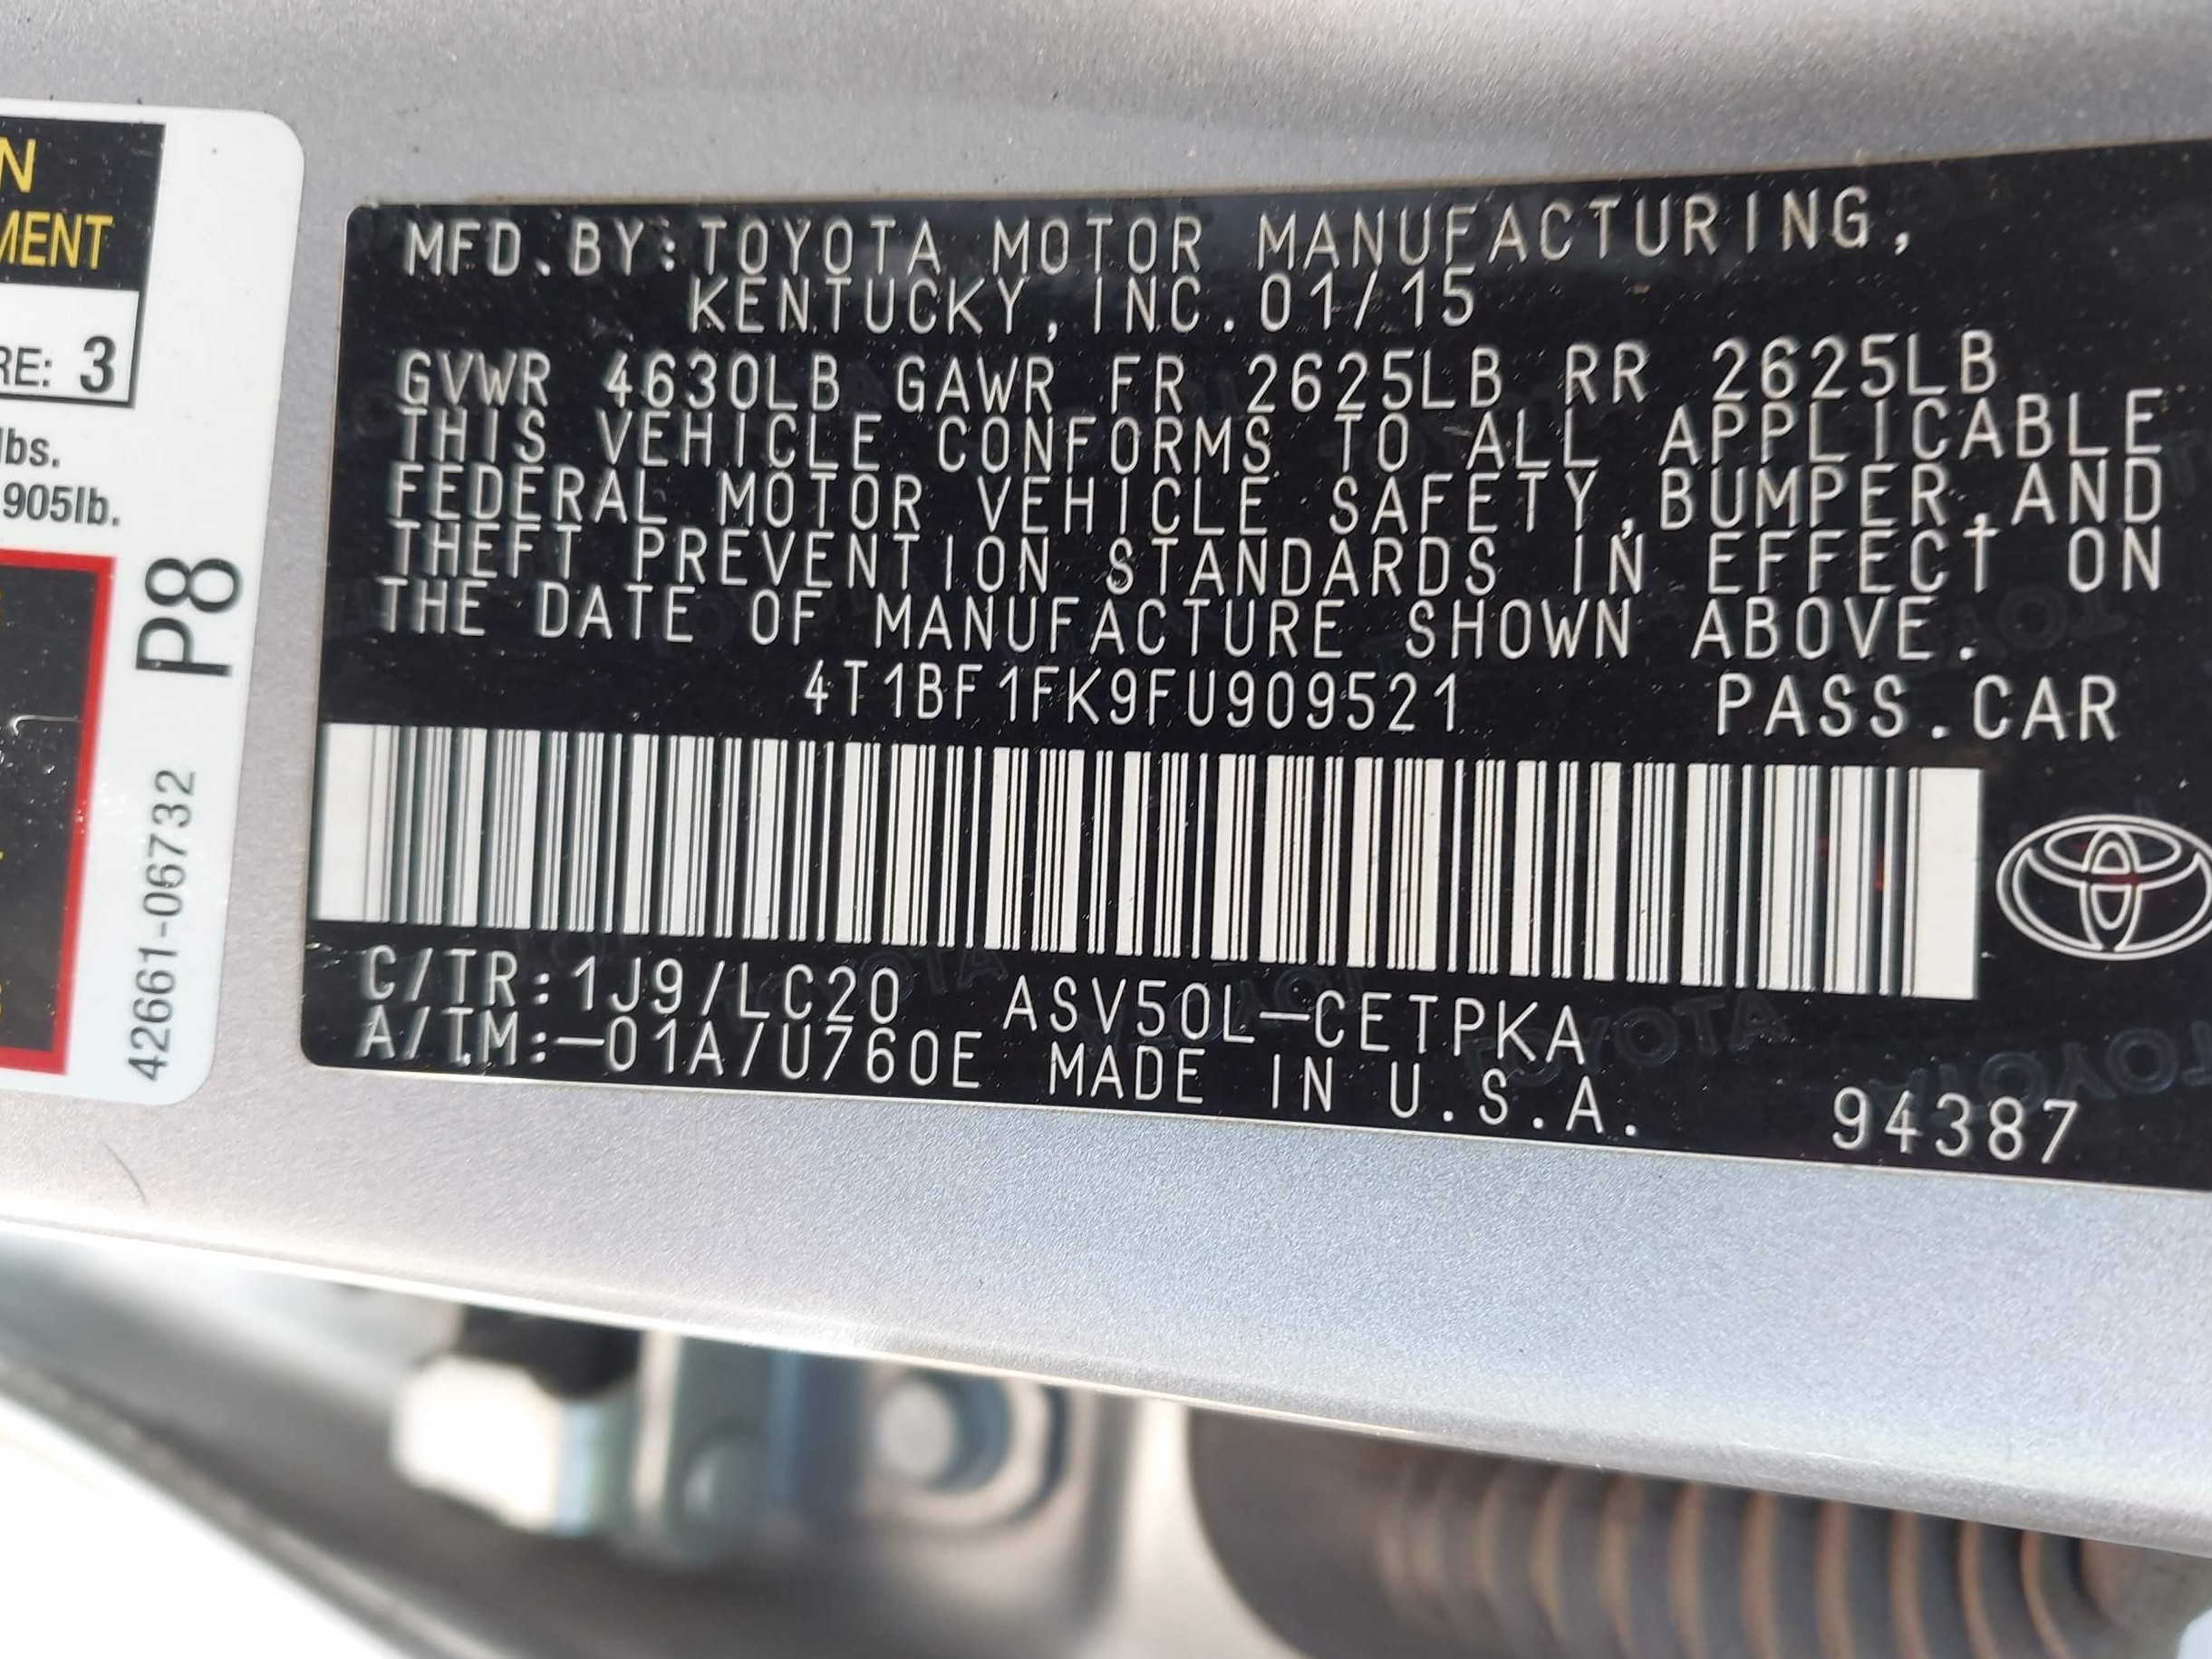 N
MENT
RE: 3
lbs.
905lb.
P8
42661-06732
MFD.BY:TOYOTA MOTOR MANUFACTURING,
KENTUCKY,INC.01/15
GVWR 4630LB GAWR FR 2625LB RR 2625LB
THIS VEHICLE CONFORMS TO ALL APPLICABLE
FEDERAL MOTOR VEHICLE SAFETY,BUMPER,AND
THEFT PREVENTION STANDARDS IN EFFECT ON
THE DATE OF MANUFACTURE SHOWN ABOVE.
4T1BF1FK9FU909521 PASS.CAR
C/TR:1J9/LC20 ASV50L-CETPKA
A/TM:-01A/U760E MADE IN U.S.A. 94387